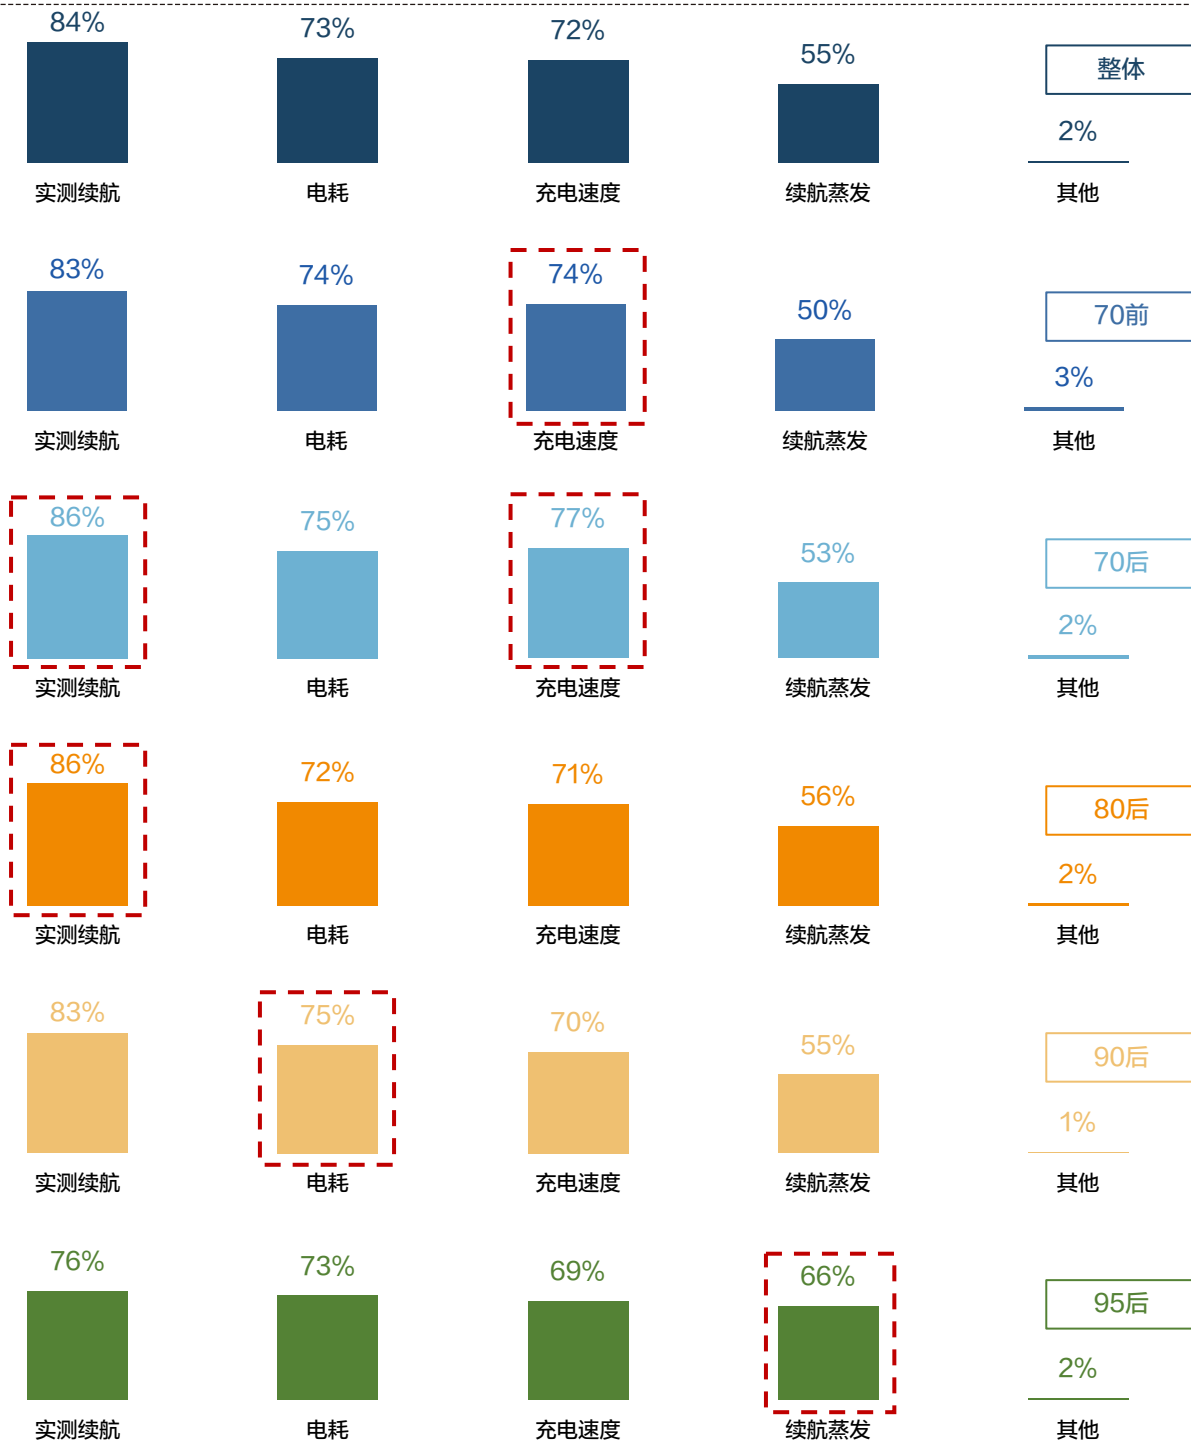 84% 73% 72% 55% 整体
2%
实测续航 电耗 充电速度 续航蒸发 其他
83% 74% 74% 50% 70前
3%
实测续航 电耗 充电速度 续航蒸发 其他
86% 75% 77% 53% 70后
2%
实测续航 电耗 充电速度 续航蒸发 其他
86% 72% 71% 56% 80后
2%
实测续航 电耗 充电速度 续航蒸发 其他
83% 75% 70% 55% 90后
1%
实测续航 电耗 充电速度 续航蒸发 其他
76% 73% 69% 66% 95后
2%
实测续航 电耗 充电速度 续航蒸发 其他